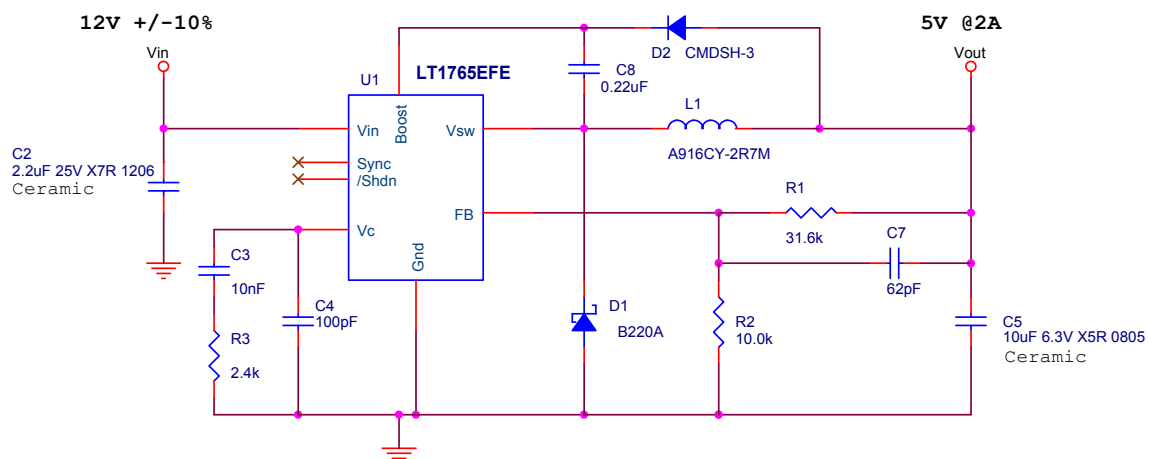 12V +/-10%
5V @2A
Vin
Vout
D2 CMDSH-3
U1
LT1765EFE
C8
0.22uF
Boost
L1
Vin
Vsw
A916CY-2R7M
C2
2.2uF 25V X7R 1206
Ceramic
Sync
/Shdn
R1
FB
31.6k
Vc
C7
Gnd
C3
10nF
62pF
C4
100pF
D1
B220A
R2
10.0k
C5
10uF 6.3V X5R 0805
Ceramic
R3
2.4k